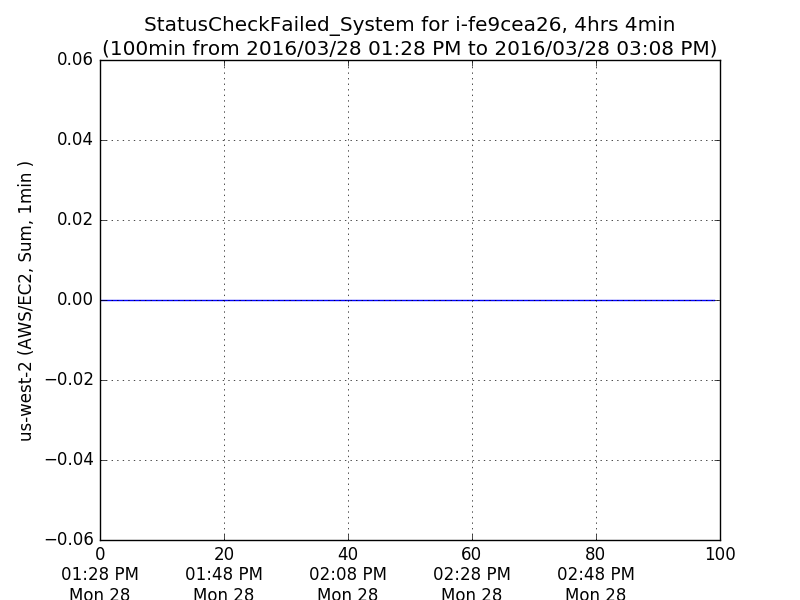 StatusCheckFailed_System for i-fe9cea26, 4hrs 4min
(100min from 2016/03/28 01:28 PM to 2016/03/28 03:08 PM)
us-west-2 (AWS/EC2, Sum, 1min )
0.06
0.04
0.02
0.00
−0.02
−0.04
−0.06
0 20 40 60 80 100
01:28 PM 01:48 PM 02:08 PM 02:28 PM 02:48 PM
Mon 28 Mon 28 Mon 28 Mon 28 Mon 28